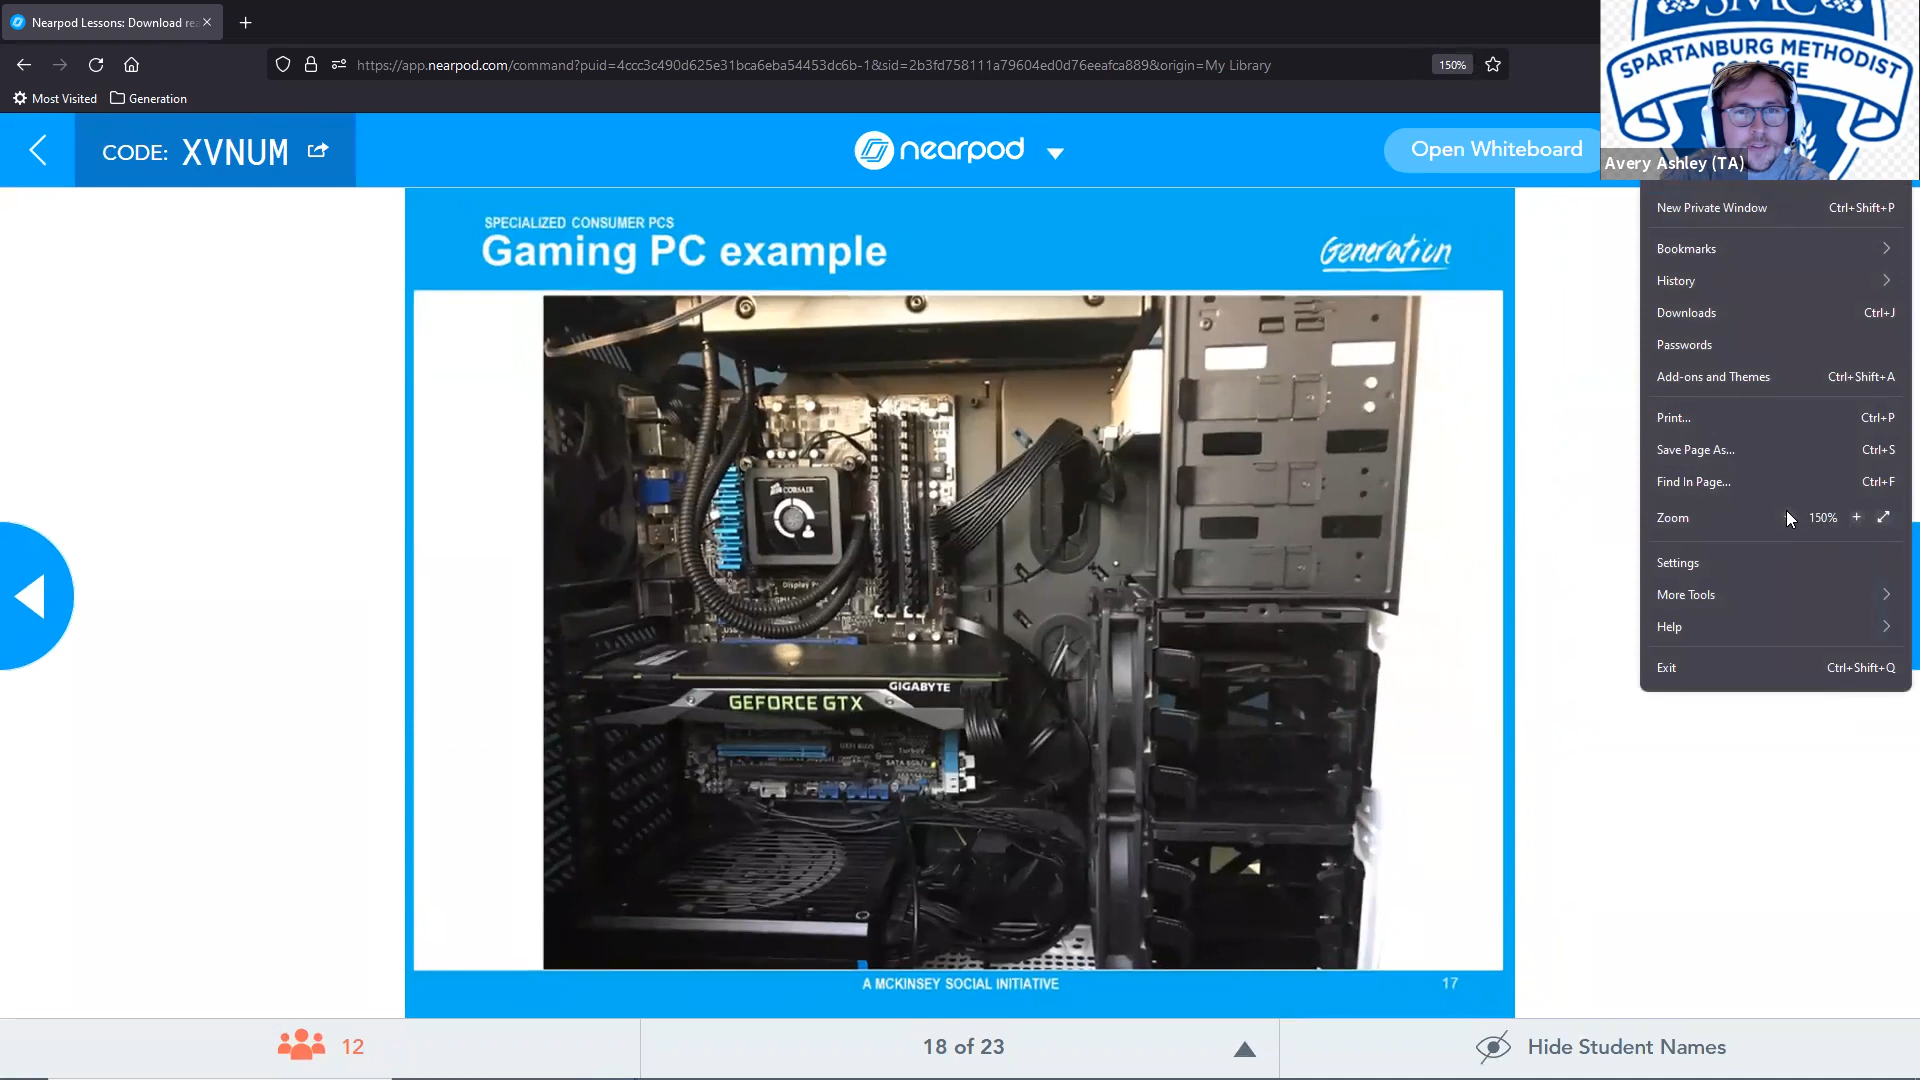 Nearpod Lessons: Download re
https://app.nearpod.com/command?puid=4ccc3c490d625e31bca6eba54453dc6b-1&sid=2b3fd758111a79604ed0d76eeafca889&origin=My Library
150%
Most Visited
Generation
SMC
SPARTANBURG METHODIST
COLLEGE
Avery Ashley (TA)
CODE: XVNUM
nearpod
Open Whiteboard
SPECIALIZED CONSUMER PCS
Gaming PC example
Generation
CORSAIR
GIGABYTE
GEFORCE GTX
A MCKINSEY SOCIAL INITIATIVE
17
New Private Window Ctrl+Shift+P
Bookmarks
History
Downloads Ctrl+J
Passwords
Add-ons and Themes Ctrl+Shift+A
Print... Ctrl+P
Save Page As... Ctrl+S
Find In Page... Ctrl+F
Zoom 150% +
Settings
More Tools
Help
Exit Ctrl+Shift+Q
12
18 of 23
Hide Student Names